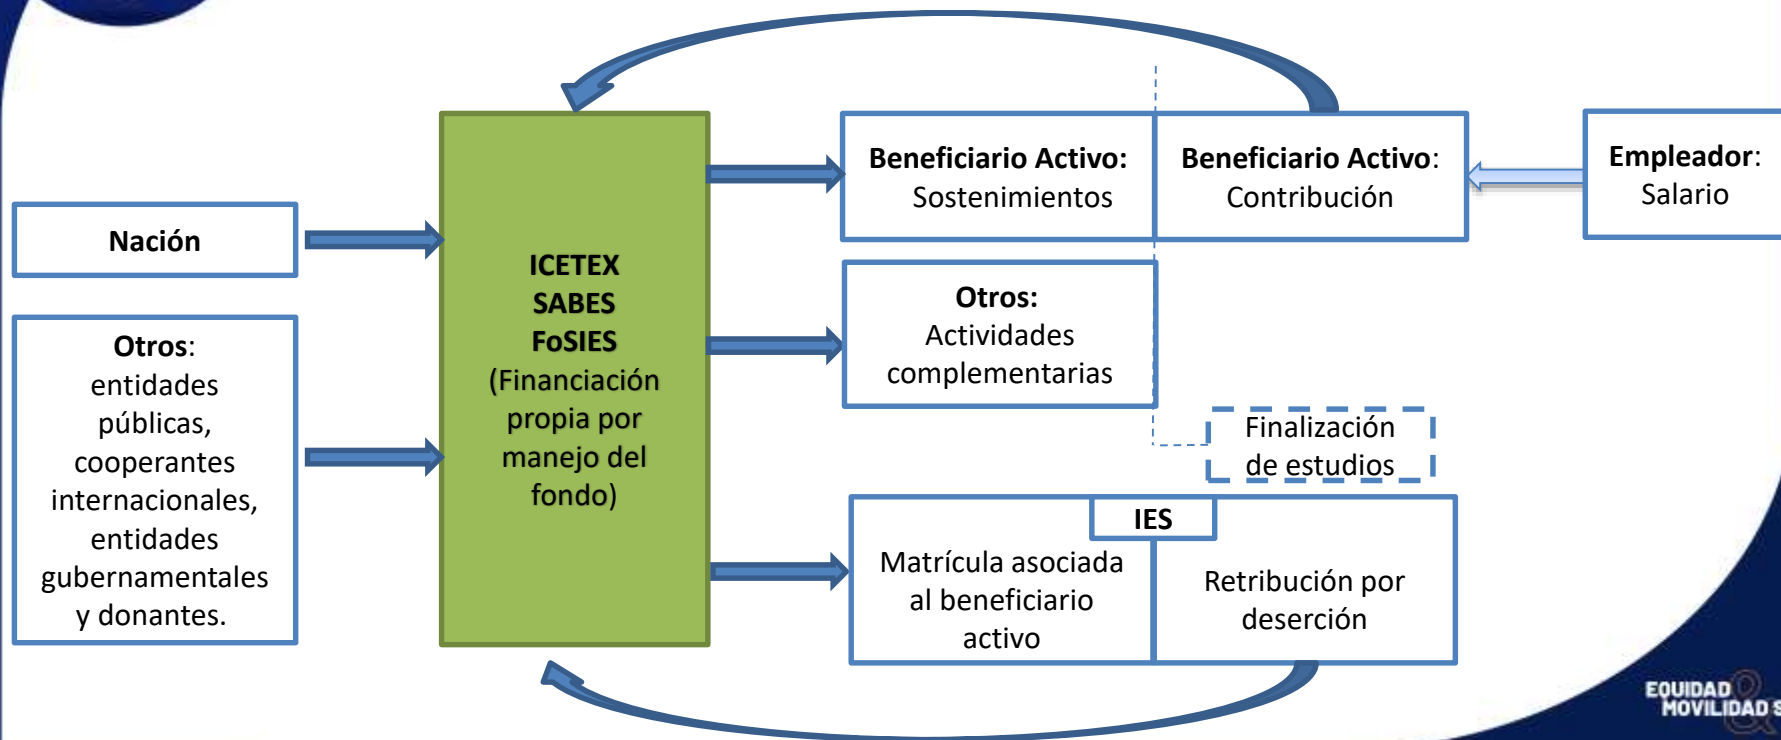 Nación
Otros:
entidades
públicas,
cooperantes
internacionales,
entidades
gubernamentales
y donantes.
ICETEX
SABES
FoSIES
(Financiación
propia por
manejo del
fondo)
Beneficiario Activo:
Sostenimientos
Beneficiario Activo:
Contribución
Empleador:
Salario
Otros:
Actividades
complementarias
Finalización
de estudios
IES
Matrícula asociada
al beneficiario
activo
Retribución por
deserción
EQUIDAD &
MOVILIDAD S